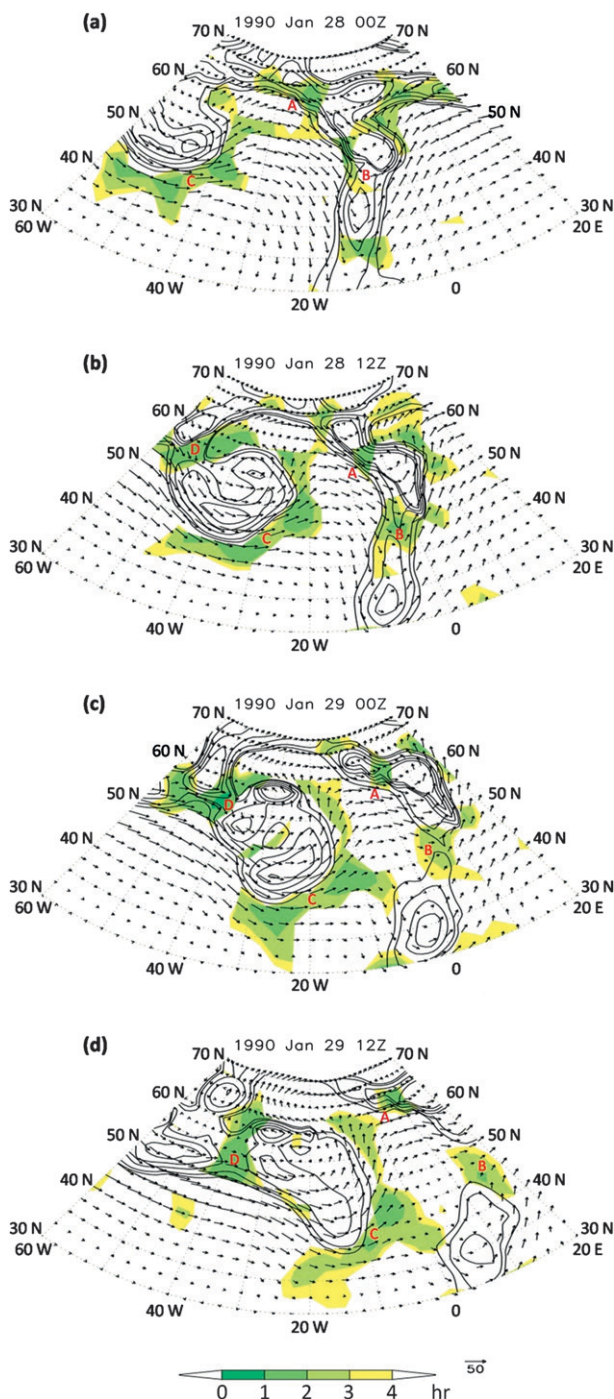 (a) 1990 Jan 28 00Z
70 N 70 N
60 N 60 N
50 N A 50 N
40 N B 40 N
C
30 N 30 N
60 W 20 E
40 W 0
20 W
(b) 1990 Jan 28 12Z
70 N 70 N
60 N 60 N
D
50 N A 50 N
40 N 40 N
C B
30 N 30 N
60 W 20 E
40 W 0
20 W
(c) 1990 Jan 29 00Z
70 N 70 N
60 N 60 N
A
50 N D 50 N
40 N B 40 N
C
30 N 30 N
60 W 20 E
40 W 0
20 W
(d) 1990 Jan 29 12Z
70 N 70 N
60 N 60 N
A
50 N 50 N
D B
40 N 40 N
C
30 N 30 N
60 W 20 E
40 W 0
20 W
50
0 1 2 3 4 hr